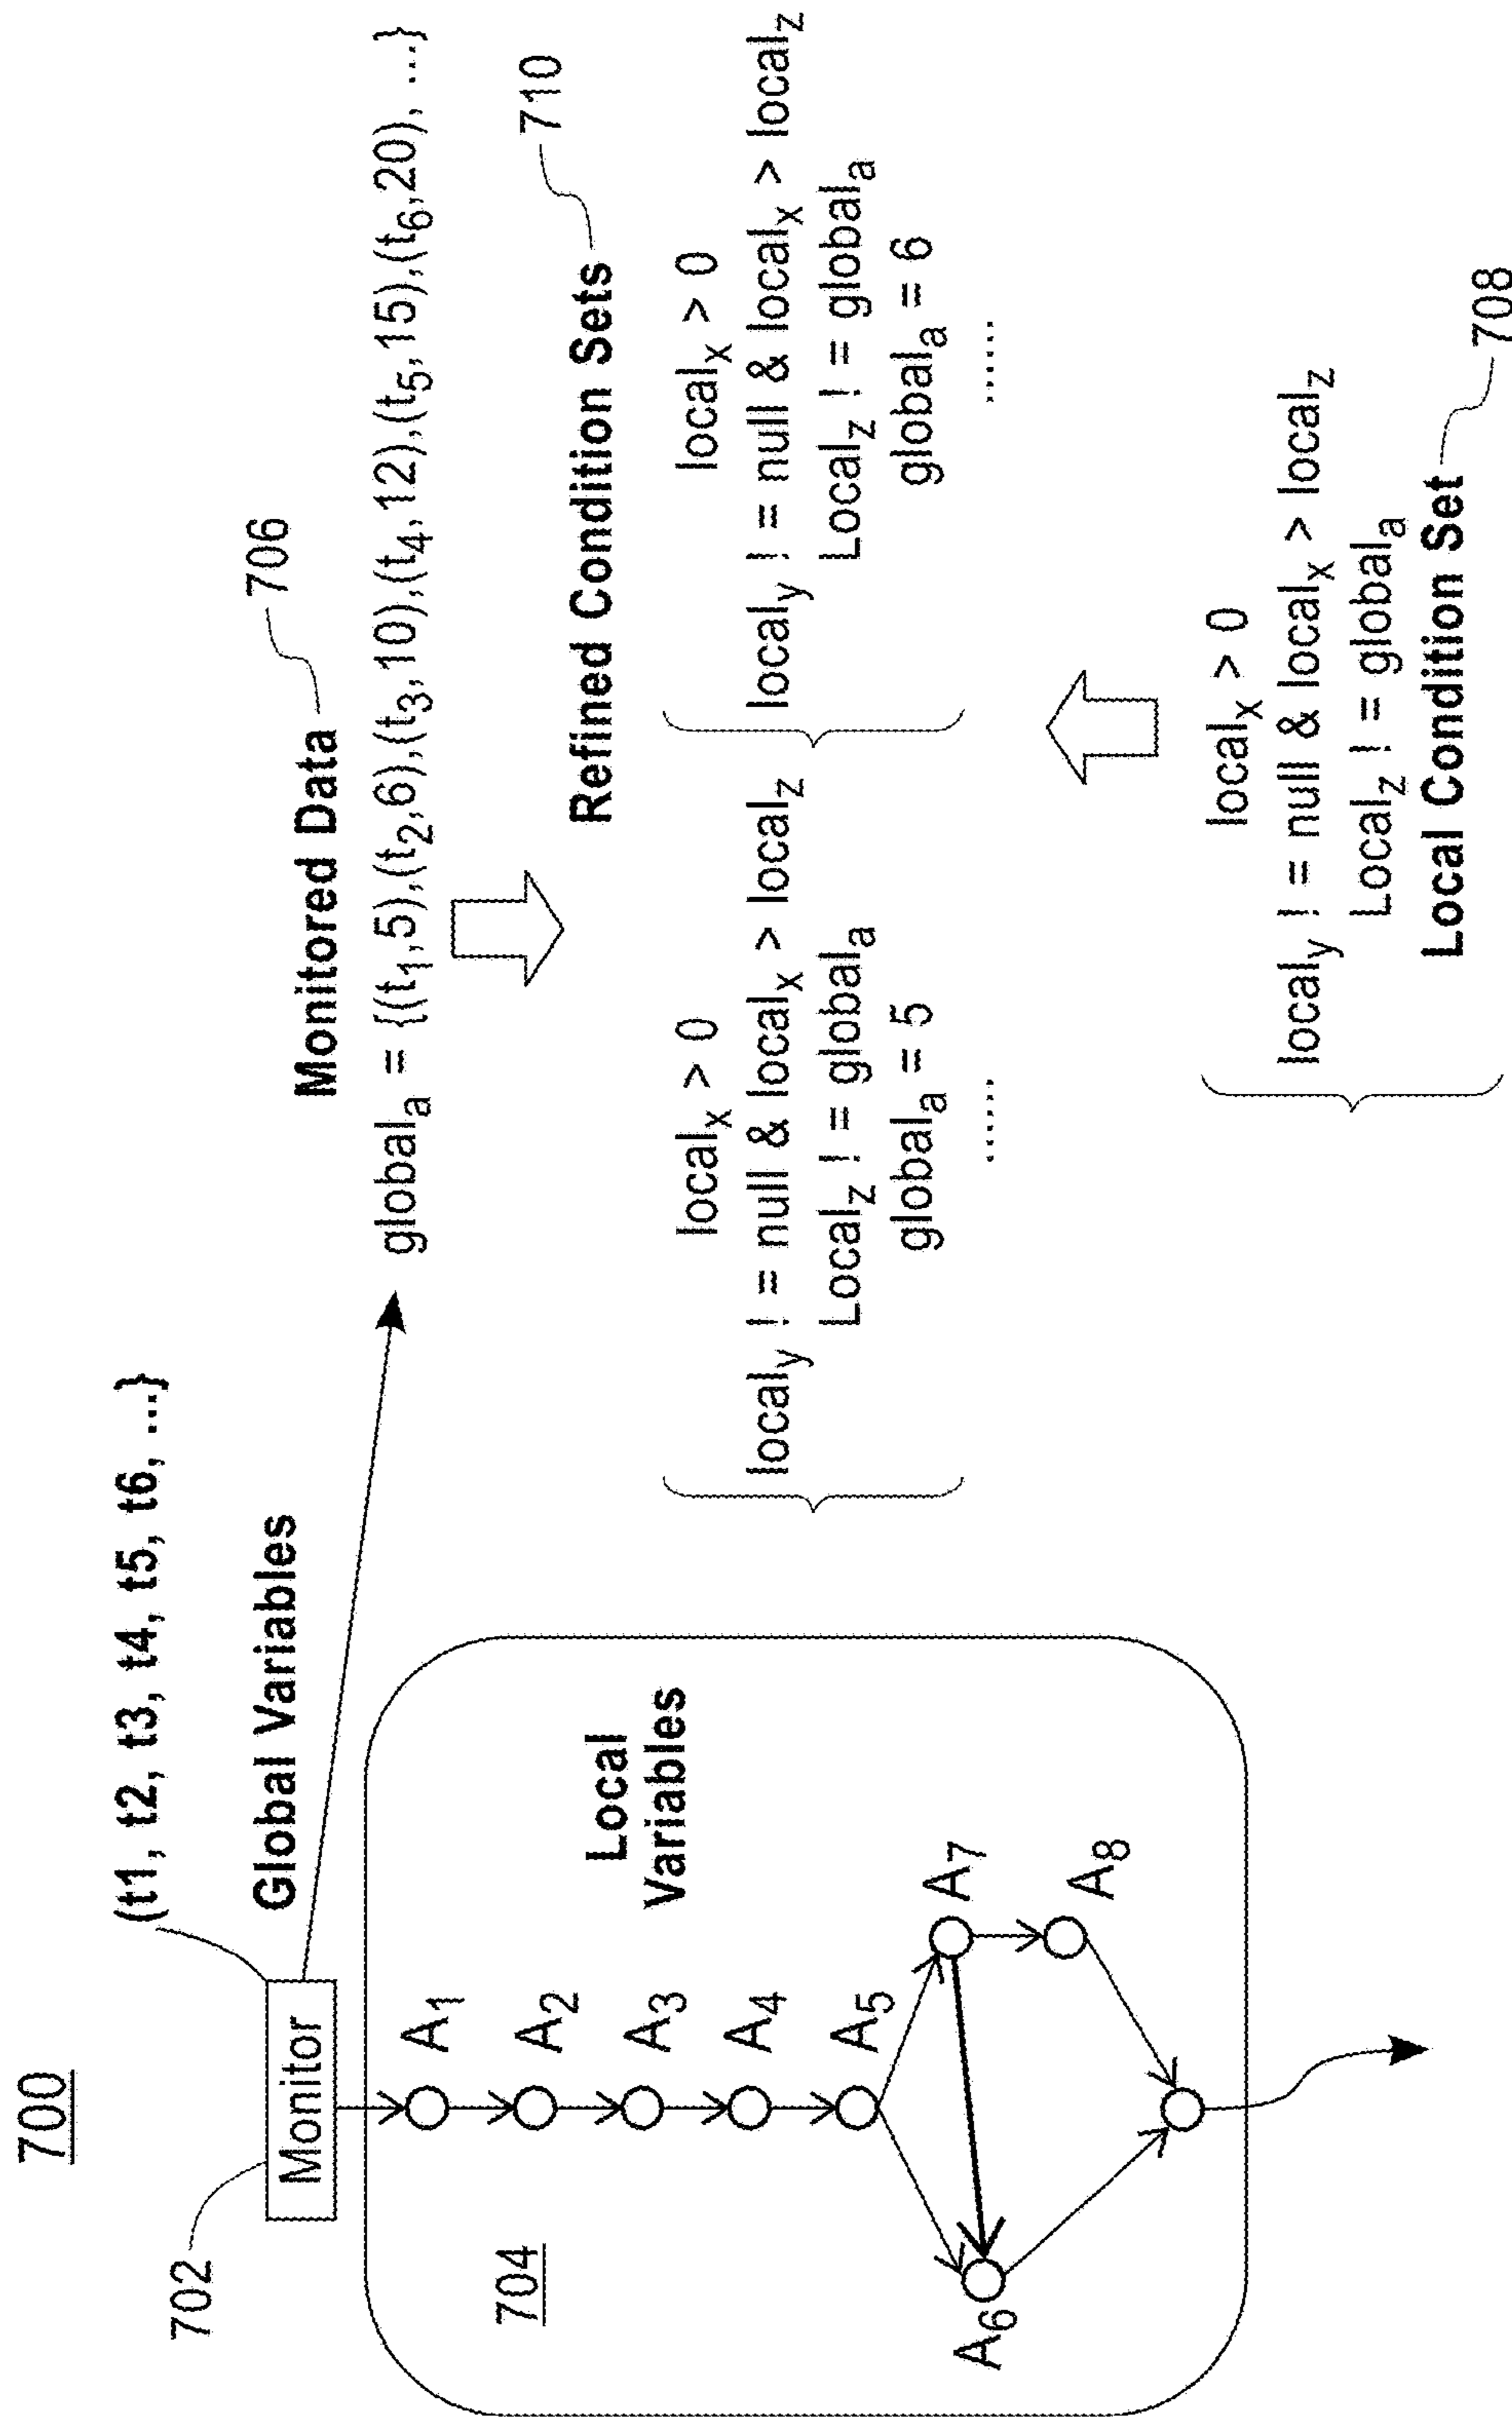 700
702
Monitor
(t1, t2, t3, t4, t5, t6, ...}
Global Variables
704
Local
Variables
A1
A2
A3
A4
A5
A6
A7
A8
Monitored Data
706
globala = {(t1,5),(t2,6),(t3,10),(t4,12),(t5,15),(t6,20), ...}
Refined Condition Sets
710
localx > 0
localy ! = null & localx > localz
Localz ! = globala
globala = 5
......
localx > 0
localy ! = null & localx > localz
Localz ! = globala
globala = 6
......
localx > 0
localy ! = null & localx > localz
Localz ! = globala
Local Condition Set
708